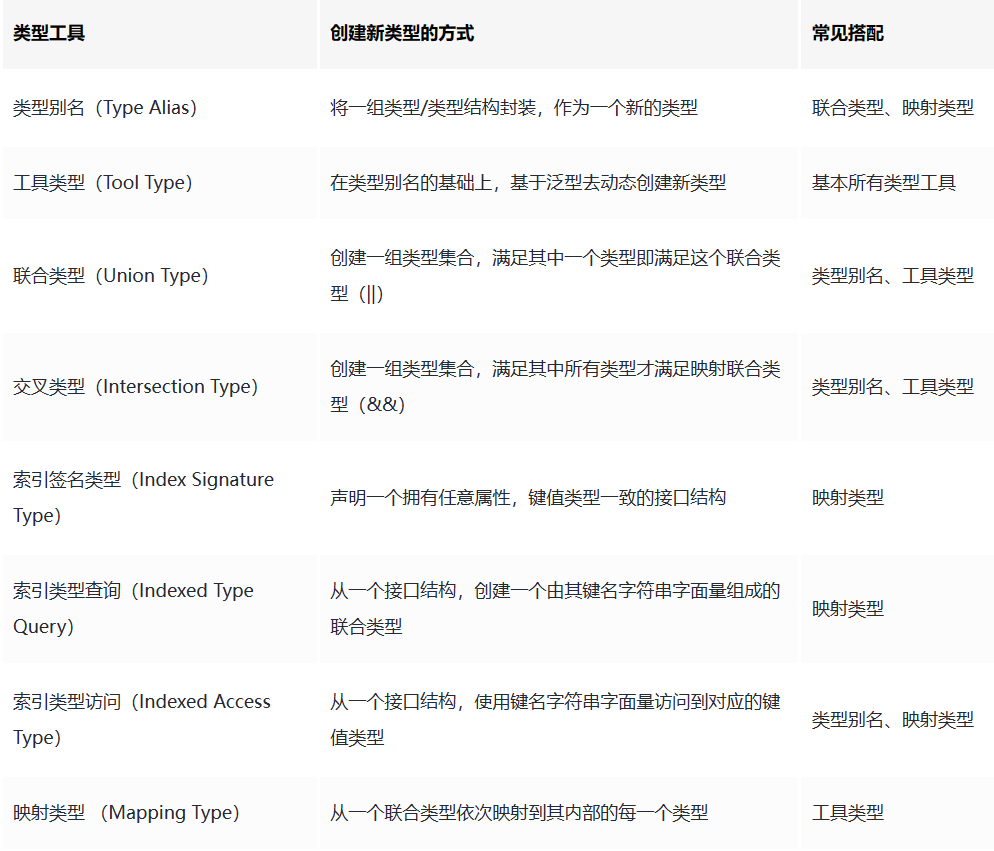 类型工具 创建新类型的方式 常见搭配
类型别名（Type Alias） 将一组类型/类型结构封装，作为一个新的类型 联合类型、映射类型
工具类型（Tool Type） 在类型别名的基础上，基于泛型去动态创建新类型 基本所有类型工具
联合类型（Union Type） 创建一组类型集合，满足其中一个类型即满足这个联合类
型（||） 类型别名、工具类型
交叉类型（Intersection Type） 创建一组类型集合，满足其中所有类型才满足映射联合类
型（&&） 类型别名、工具类型
索引签名类型（Index Signature
Type） 声明一个拥有任意属性，键值类型一致的接口结构 映射类型
索引类型查询（Indexed Type
Query） 从一个接口结构，创建一个由其键名字符串字面量组成的
联合类型 映射类型
索引类型访问（Indexed Access
Type） 从一个接口结构，使用键名字符串字面量访问到对应的键
值类型 类型别名、映射类型
映射类型 （Mapping Type） 从一个联合类型依次映射到其内部的每一个类型 工具类型